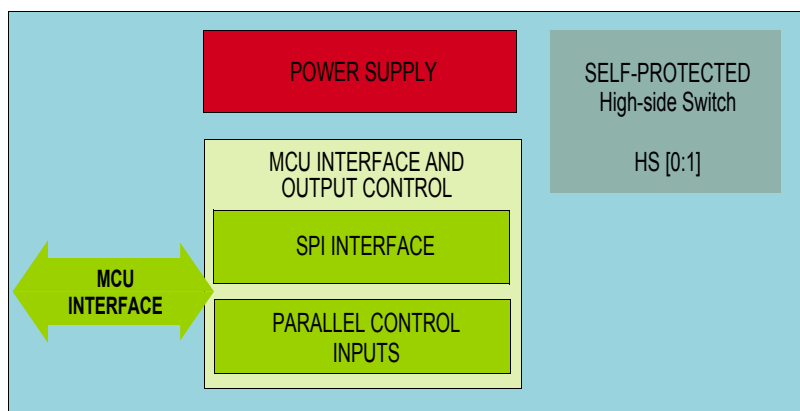 POWER SUPPLY
SELF-PROTECTED
High-side Switch
HS [0:1]
MCU INTERFACE AND
OUTPUT CONTROL
SPI INTERFACE
MCU
INTERFACE
PARALLEL CONTROL
INPUTS